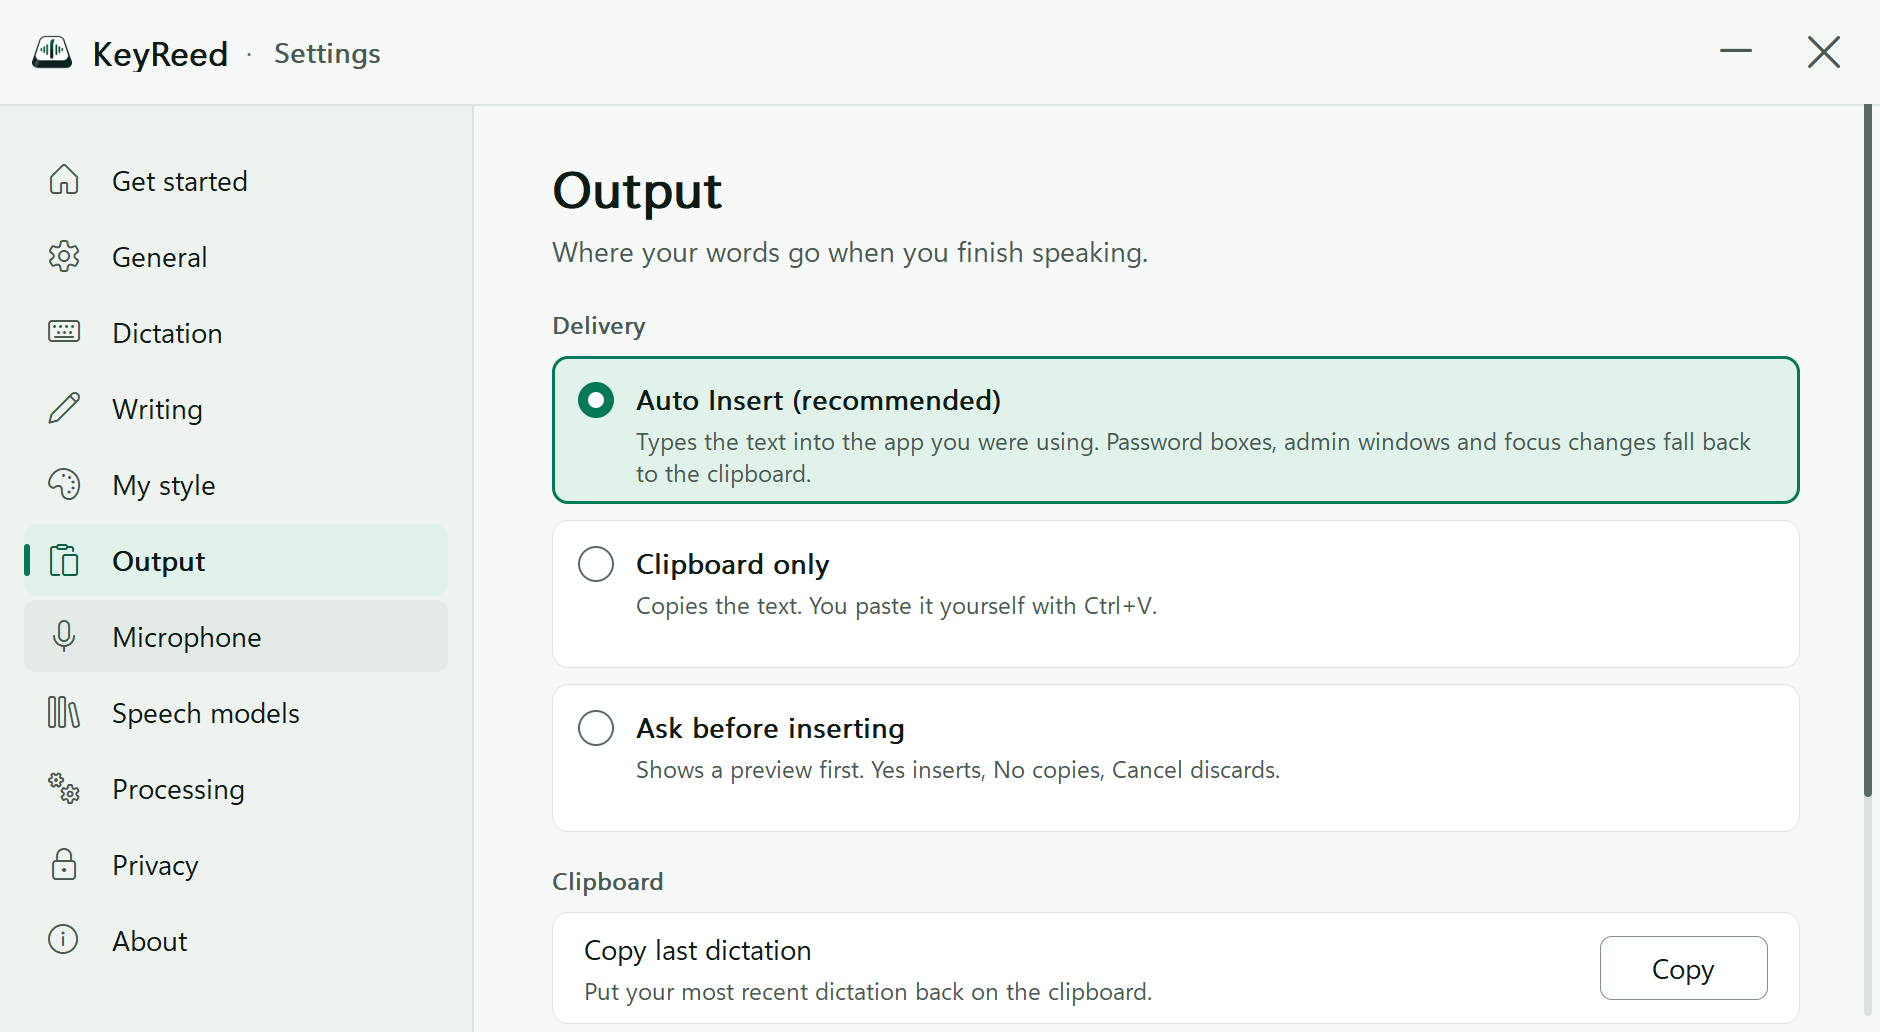 KeyReed · Settings
Get started
General
Dictation
Writing
My style
Output
Microphone
Speech models
Processing
Privacy
About
Output
Where your words go when you finish speaking.
Delivery
Auto Insert (recommended)
Types the text into the app you were using. Password boxes, admin windows and focus changes fall back
to the clipboard.
Clipboard only
Copies the text. You paste it yourself with Ctrl+V.
Ask before inserting
Shows a preview first. Yes inserts, No copies, Cancel discards.
Clipboard
Copy last dictation
Put your most recent dictation back on the clipboard.
Copy